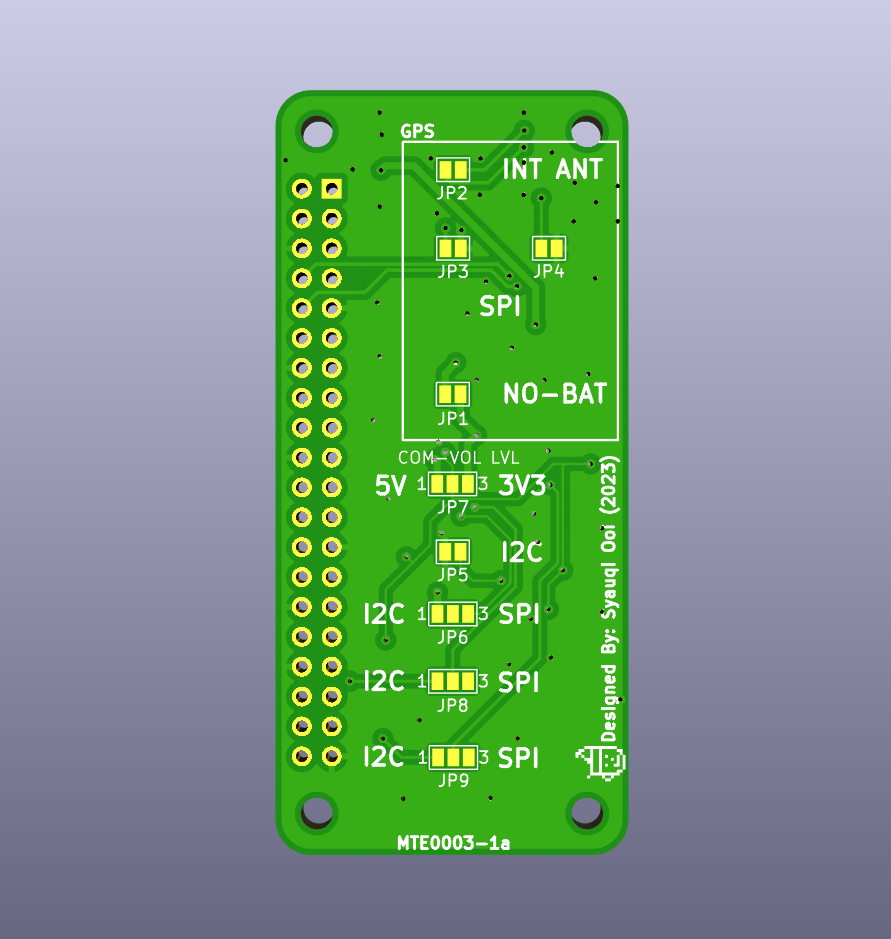 GPS
INT ANT
JP2
JP3
JP4
SPI
NO-BAT
JP1
COM-VOL LVL
5V 1 3 3V3
JP7
I2C
JP5
I2C 1 3 SPI
JP6
I2C 1 3 SPI
JP8
I2C 1 3 SPI
JP9
Designed By: Syauqi Ooi (2023)
MTE0003-1a